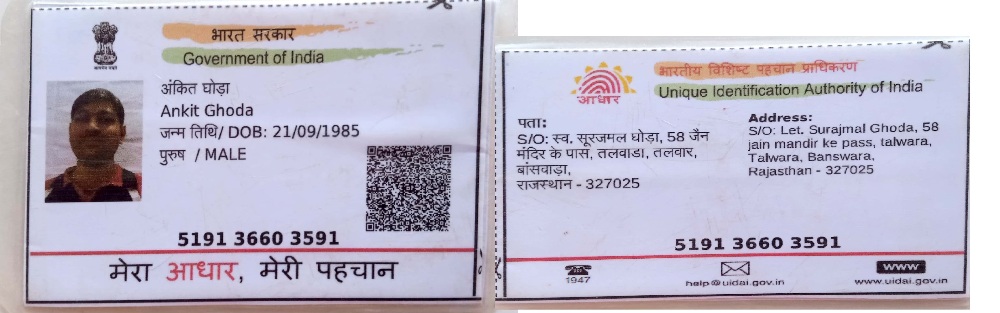 भारत सरकार
Government of India
अंकित घोड़ा
Ankit Ghoda
जन्म तिथि/ DOB: 21/09/1985
पुरुष / MALE
5191 3660 3591
मेरा आधार, मेरी पहचान
भारतीय विशिष्ट पहचान प्राधिकरण
Unique Identification Authority of India
आधार
पता:
S/O: स्व. सूरजमल घोड़ा, 58 जैन
मंदिर के पास, तलवाडा, तलवार,
बांसवाड़ा,
राजस्थान - 327025
Address:
S/O: Let. Surajmal Ghoda, 58
jain mandir ke pass, talwara,
Talwara, Banswara,
Rajasthan - 327025
5191 3660 3591
1947
help@uidai.gov.in
www
www.uidai.gov.in